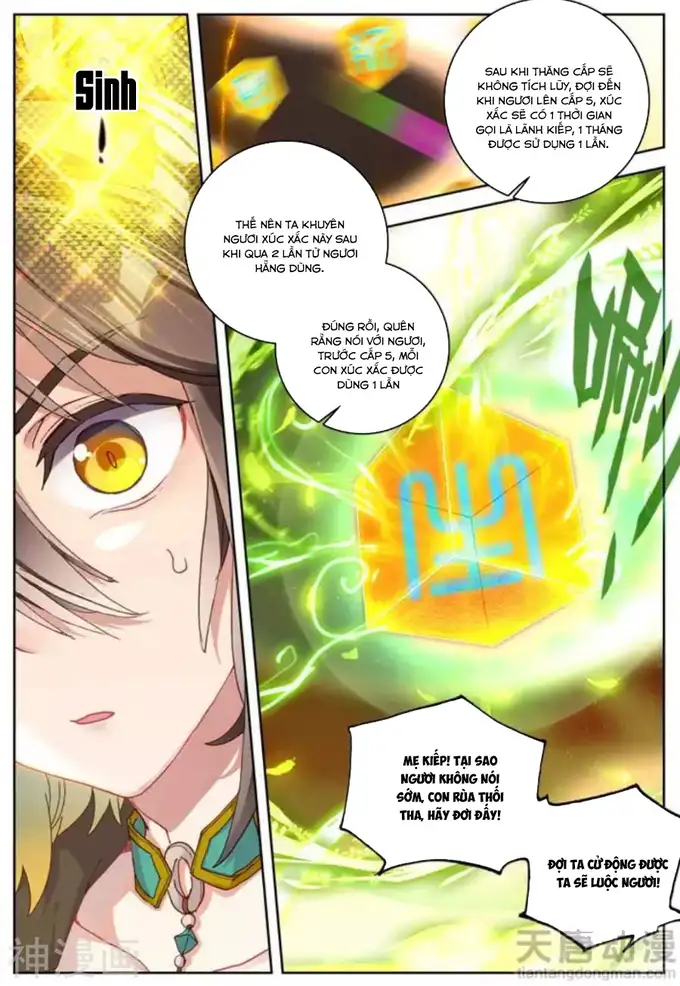 Sinh
!
SAU KHI THĂNG CẤP SẼ
KHÔNG TÍCH LŨY, ĐỢI ĐẾN
KHI NGƯƠI LÊN CẤP 5, XÚC
XẮC SẼ CÓ 1 THỜI GIAN
GỌI LÀ LÃNH KIẾP, 1 THÁNG
ĐƯỢC SỬ DỤNG 1 LẦN.
THẾ NÊN TA KHUYÊN
NGƯƠI XÚC XẮC NÀY SAU
KHI QUA 2 LẦN TỬ NGƯƠI
HẴNG DÙNG.
ĐÚNG RỒI, QUÊN
RẰNG NÓI VỚI NGƯƠI,
TRƯỚC CẤP 5, MỖI
CON XÚC XẮC ĐƯỢC
DÙNG 1 LẦN
MẸ KIẾP! TẠI SAO
NGƯƠI KHÔNG NÓI
SỚM, CON RÙA THỐI
THA, HÃY ĐƠI ĐẤY!
ĐỢI TA CỬ ĐỘNG ĐƯỢC
TA SẼ LUỘC NGƯƠI!
神漫画
天唐动漫
tiantangdongman.com